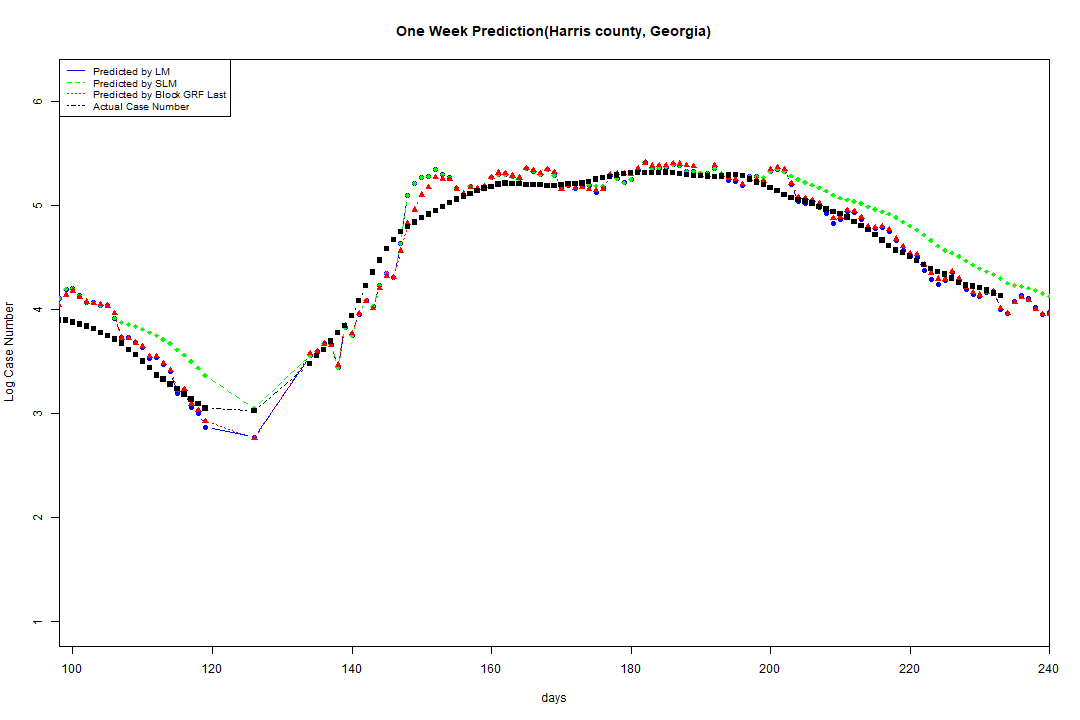 One Week Prediction(Harris county, Georgia)
Predicted by LM
Predicted by SLM
Predicted by Block GRF Last
Actual Case Number
6
5
4
3
2
1
Log Case Number
100 120 140 160 180 200 220 240
days